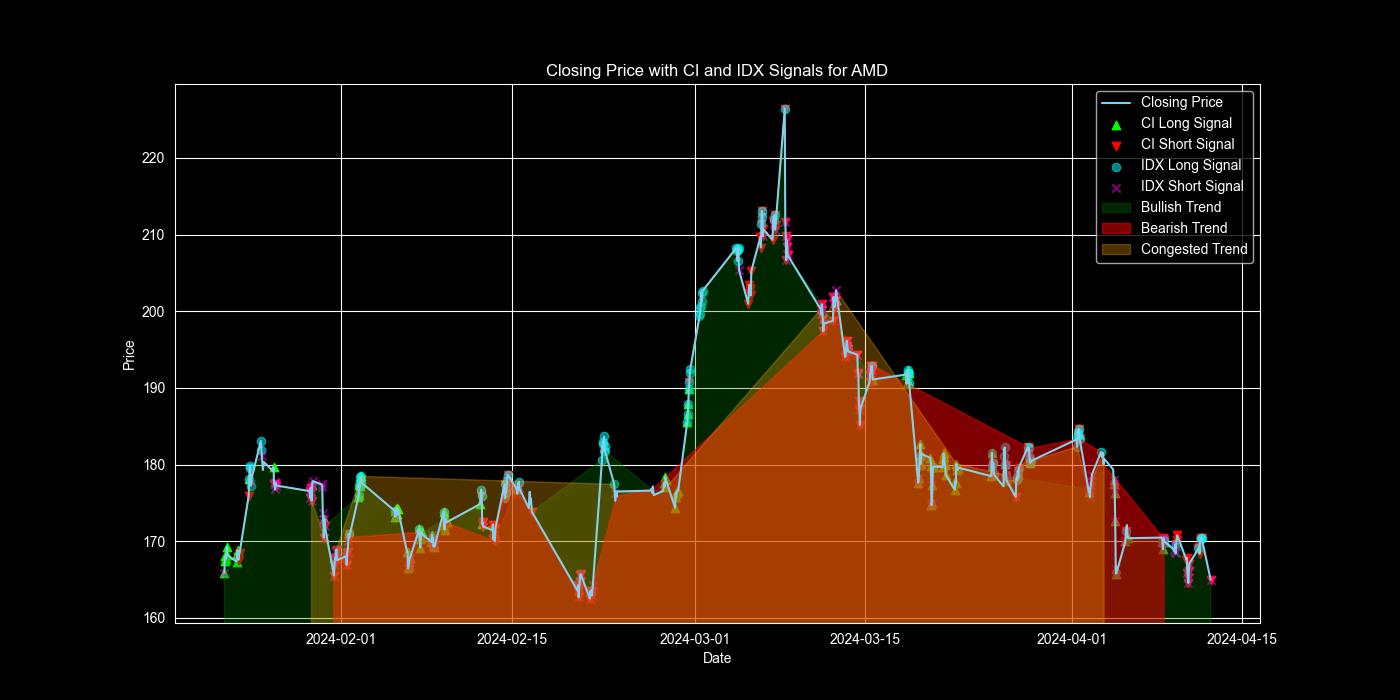 Closing Price with CI and IDX Signals for AMD
Closing Price
CI Long Signal
CI Short Signal
IDX Long Signal
IDX Short Signal
Bullish Trend
Bearish Trend
Congested Trend
Price
220
210
200
190
180
170
160
2024-02-01
2024-02-15
2024-03-01
2024-03-15
2024-04-01
2024-04-15
Date